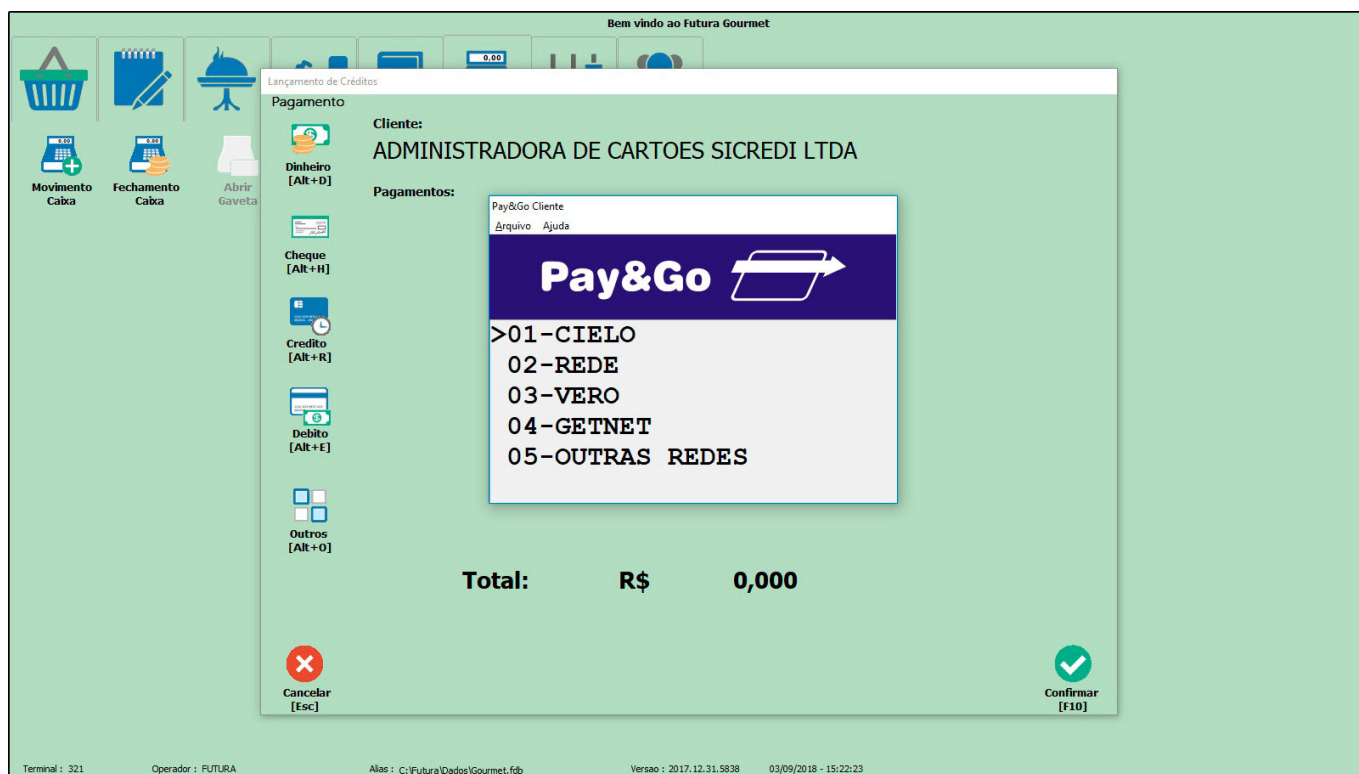 Bem vindo ao Futura Gourmet
0,00
Lançamento de Créditos
Pagamento
Cliente:
ADMINISTRADORA DE CARTOES SICREDI LTDA
Pagamentos:
0.00
Movimento
Caixa
0.00
Fechamento
Caixa
Abrir
Gaveta
Dinheiro
[Alt+D]
Cheque
[Alt+H]
Credito
[Alt+R]
Debito
[Alt+E]
Outros
[Alt+O]
Pay&Go Cliente
Arquivo Ajuda
Pay&Go
>01-CIELO
02-REDE
03-VERO
04-GETNET
05-OUTRAS REDES
Total: R$ 0,000
Cancelar
[Esc]
Confirmar
[F10]
Terminal : 321 Operador : FUTURA Alias : C:\Futura\Dados\Gourmet.fdb Versao : 2017.12.31.5838 03/09/2018 - 15:22:23